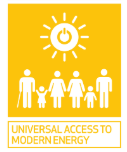 UNIVERSAL ACCESS TO
MODERN ENERGY